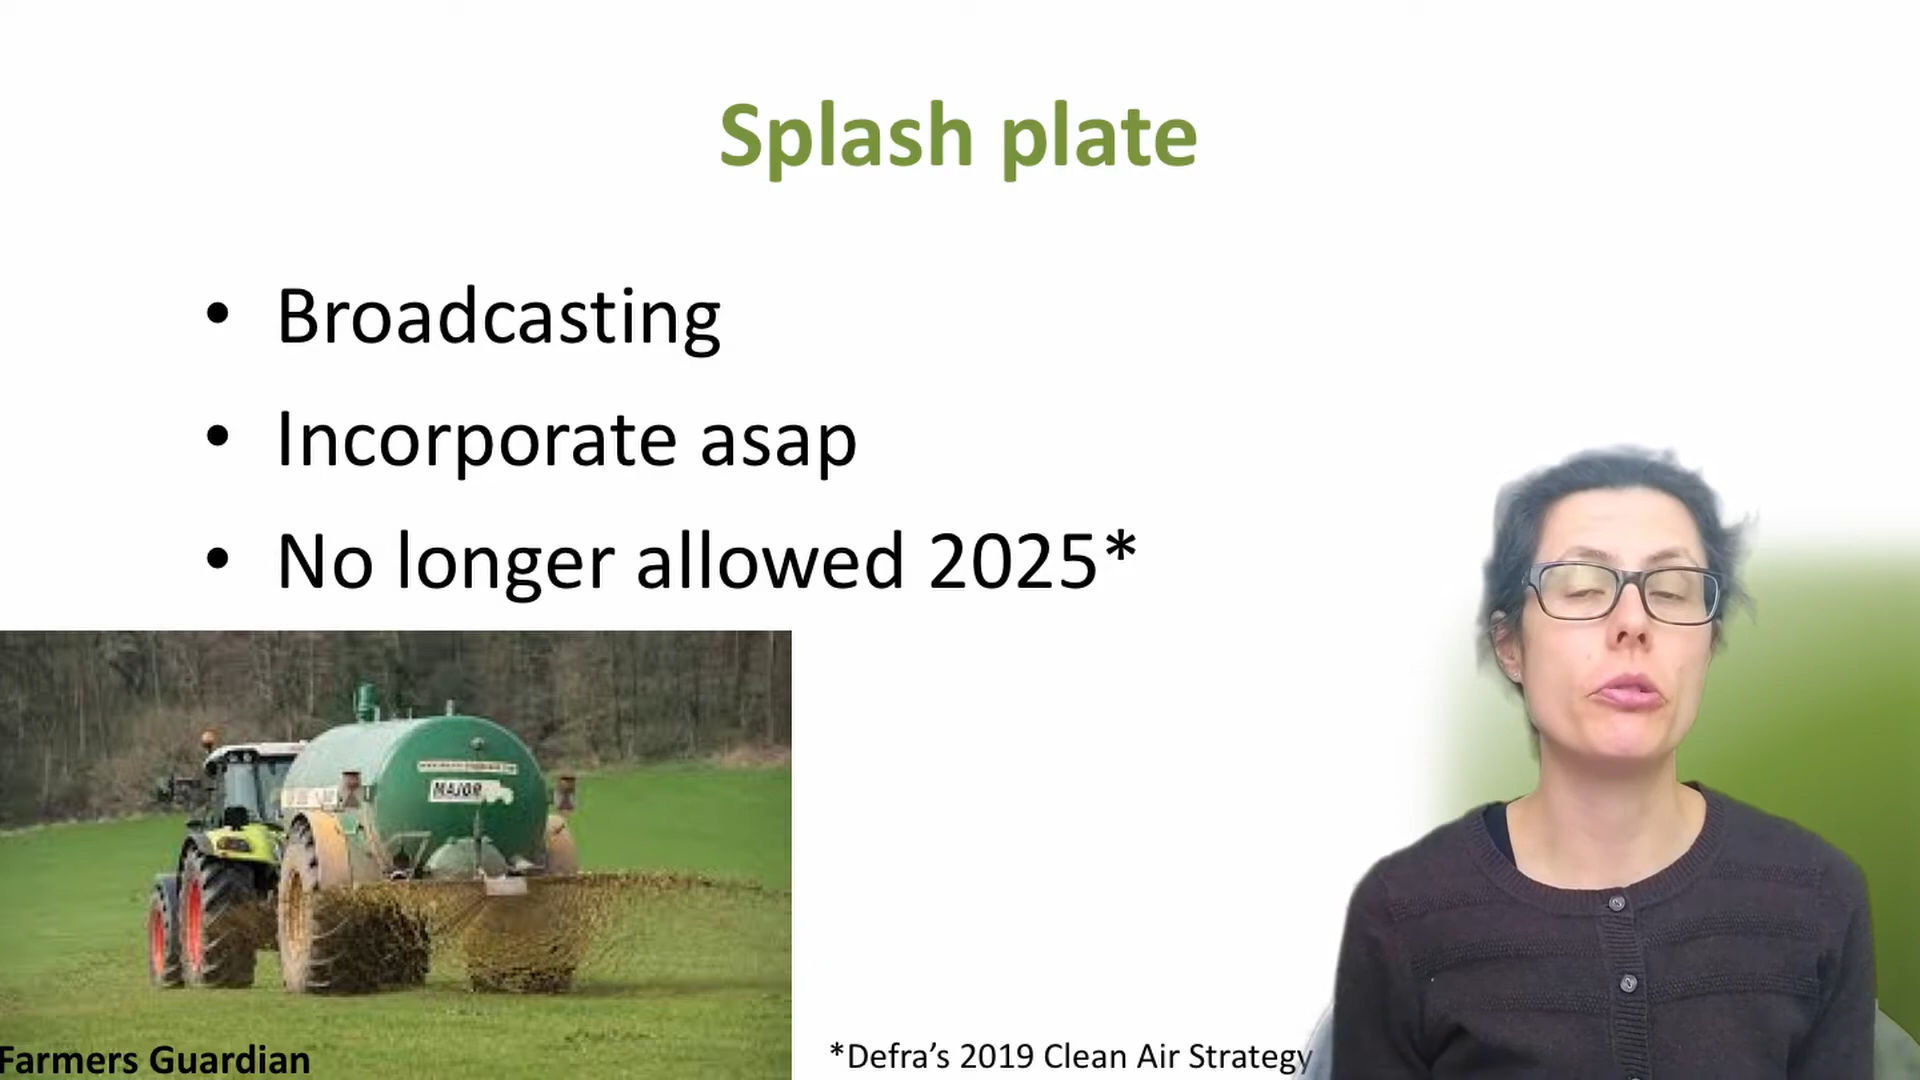 Splash plate
• Broadcasting
• Incorporate asap
• No longer allowed 2025*
MAJOR
Farmers Guardian
*Defra's 2019 Clean Air Strategy